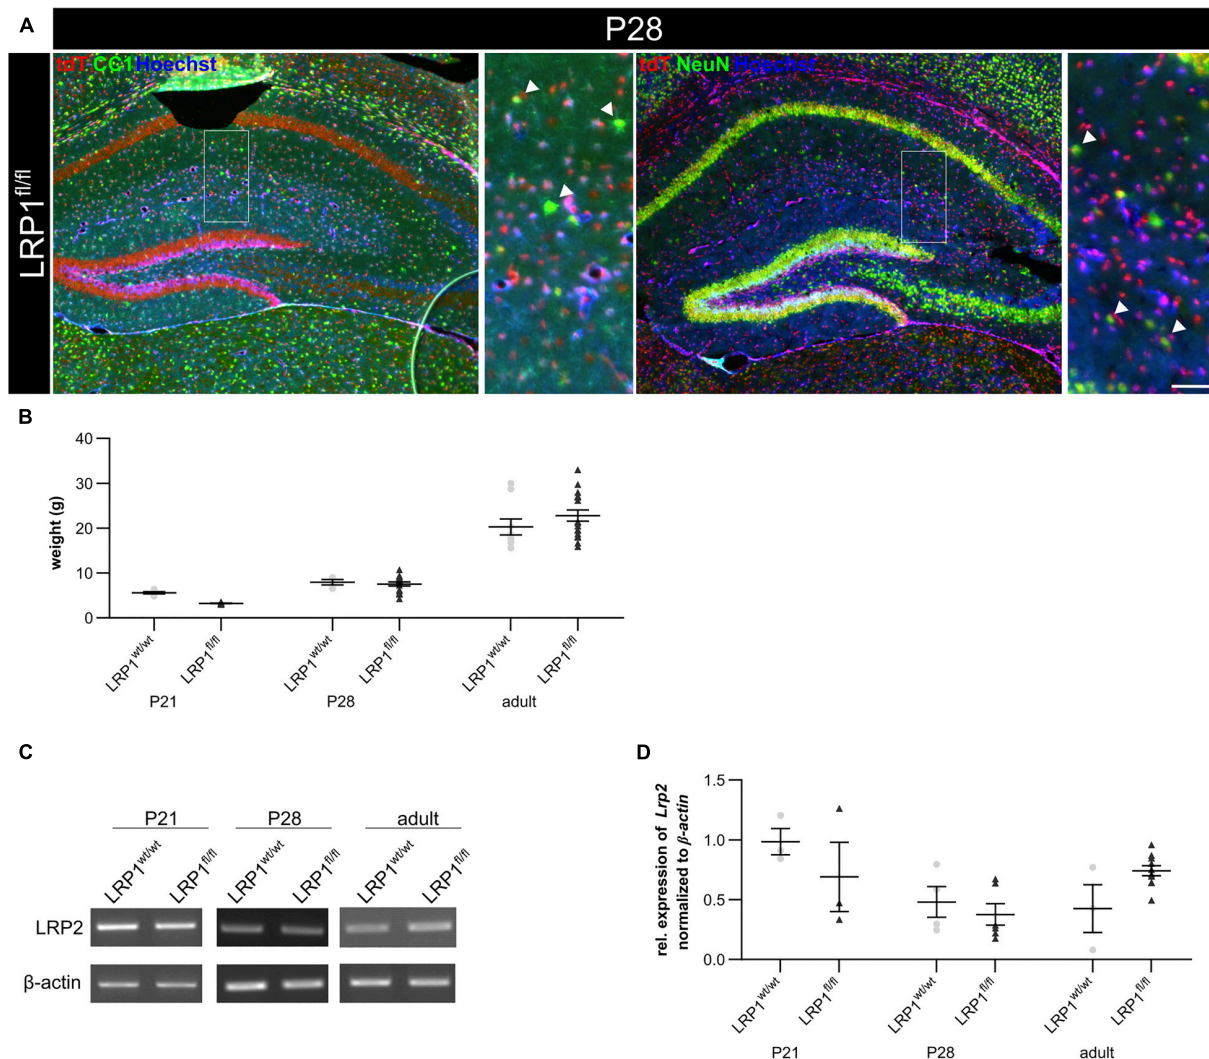 A
P28
LRP1fl/fl
tdT CC1 Hoechst
tdT NeuN Hoechst
B
weight (g)
40
30
20
10
0
LRP1wt/wt
LRP1fl/fl
LRP1wt/wt
LRP1fl/fl
LRP1wt/wt
LRP1fl/fl
P21
P28
adult
C
P21
P28
adult
LRP1wt/wt
LRP1fl/fl
LRP1wt/wt
LRP1fl/fl
LRP1wt/wt
LRP1fl/fl
LRP2
β-actin
D
rel. expression of Lrp2
normalized to β-actin
1.5
1.0
0.5
0.0
LRP1wt/wt
LRP1fl/fl
LRP1wt/wt
LRP1fl/fl
LRP1wt/wt
LRP1fl/fl
P21
P28
adult